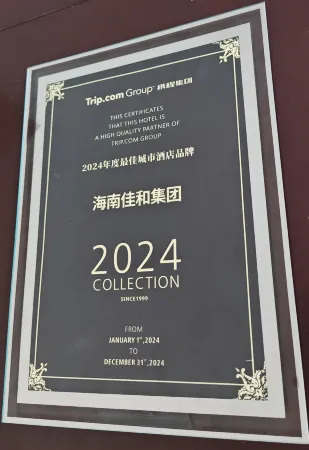 Trip.com Group 携程集团
THIS CERTIFICATES
THAT THIS HOTEL IS
A HIGH QUALITY PARTNER OF
TRIP.COM GROUP
2024年度最佳城市酒店品牌
海南佳和集团
2024
COLLECTION
SINCE1999
FROM
JANUARY 1ST,2024
TO
DECEMBER 31ST,2024